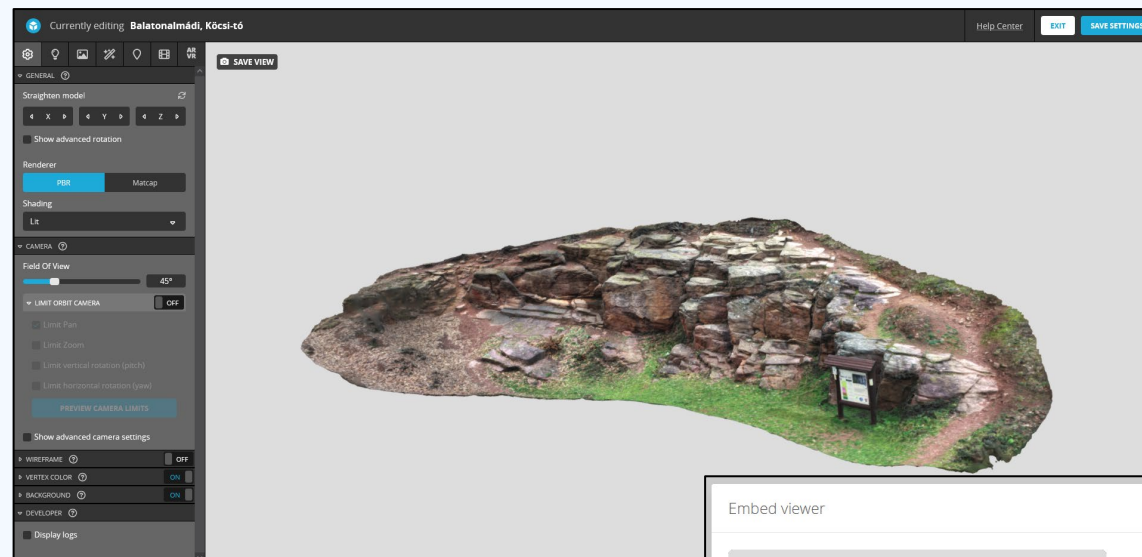 Currently editing Balatonalmádi, Köcsi-tó
Help Center
EXIT
SAVE SETTINGS
AR
VR
SAVE VIEW
GENERAL ?
Straighten model
X Y Z
Show advanced rotation
Renderer
PBR Matcap
Shading
Lit
CAMERA ?
Field Of View
45°
LIMIT ORBIT CAMERA OFF
Limit Pan
Limit Zoom
Limit vertical rotation (pitch)
Limit horizontal rotation (yaw)
PREVIEW CAMERA LIMITS
Show advanced camera settings
WIREFRAME ? OFF
VERTEX COLOR ? ON
BACKGROUND ? ON
DEVELOPER ?
Display logs
Embed viewer